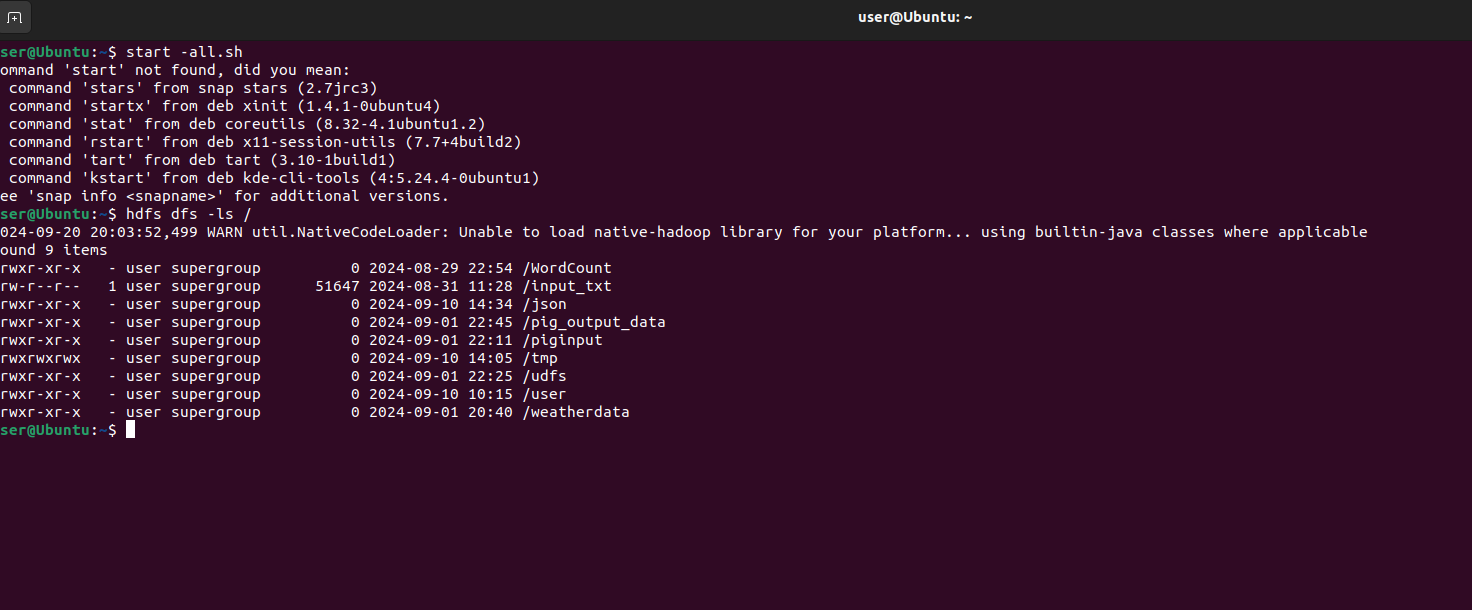 user@Ubuntu: ~
ser@Ubuntu:~$ start -all.sh
ommand 'start' not found, did you mean:
command 'stars' from snap stars (2.7jrc3)
command 'startx' from deb xinit (1.4.1-0ubuntu4)
command 'stat' from deb coreutils (8.32-4.1ubuntu1.2)
command 'rstart' from deb x11-session-utils (7.7+4build2)
command 'tart' from deb tart (3.10-1build1)
command 'kstart' from deb kde-cli-tools (4:5.24.4-0ubuntu1)
ee 'snap info <snapname>' for additional versions.
ser@Ubuntu:~$ hdfs dfs -ls /
024-09-20 20:03:52,499 WARN util.NativeCodeLoader: Unable to load native-hadoop library for your platform... using builtin-java classes where applicable
ound 9 items
rwxr-xr-x   - user supergroup          0 2024-08-29 22:54 /WordCount
rw-r--r--   1 user supergroup      51647 2024-08-31 11:28 /input_txt
rwxr-xr-x   - user supergroup          0 2024-09-10 14:34 /json
rwxr-xr-x   - user supergroup          0 2024-09-01 22:45 /pig_output_data
rwxr-xr-x   - user supergroup          0 2024-09-01 22:11 /piginput
rwxrwxrwx   - user supergroup          0 2024-09-10 14:05 /tmp
rwxr-xr-x   - user supergroup          0 2024-09-01 22:25 /udfs
rwxr-xr-x   - user supergroup          0 2024-09-10 10:15 /user
rwxr-xr-x   - user supergroup          0 2024-09-01 20:40 /weatherdata
ser@Ubuntu:~$